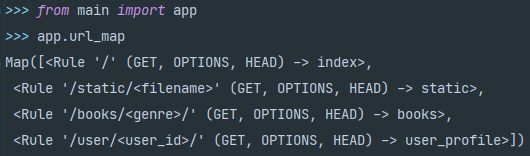 >>> from main import app
>>> app.url_map
Map([<Rule '/' (GET, OPTIONS, HEAD) -> index>,
 <Rule '/static/<filename>' (GET, OPTIONS, HEAD) -> static>,
 <Rule '/books/<genre>/' (GET, OPTIONS, HEAD) -> books>,
 <Rule '/user/<user_id>/' (GET, OPTIONS, HEAD) -> user_profile>])